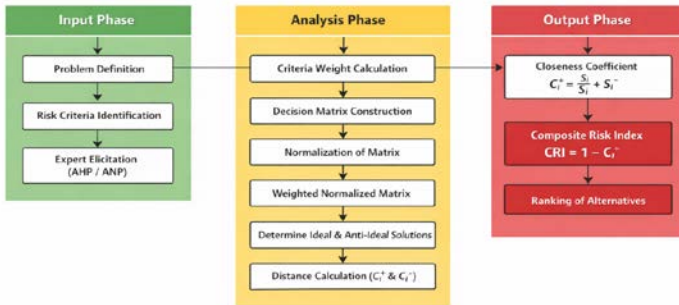 Input Phase
Problem Definition
Risk Criteria Identification
Expert Elicitation
(AHP / ANP)
Analysis Phase
Criteria Weight Calculation
Decision Matrix Construction
Normalization of Matrix
Weighted Normalized Matrix
Determine Ideal & Anti-Ideal Solutions
Distance Calculation (Cᵢ⁺ & Cᵢ⁻)
Output Phase
Closeness Coefficient
Cᵢ⁺ = Sᵢ/Sᵢ + Sᵢ⁻
Composite Risk Index
CRI = 1 − Cᵢ⁻
Ranking of Alternatives